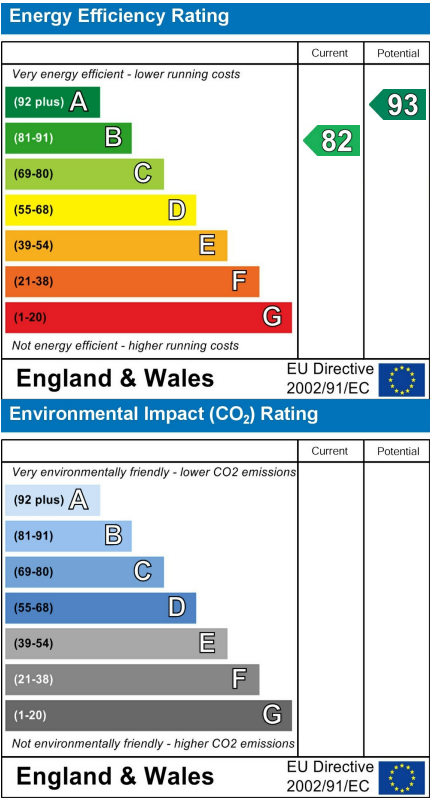 Energy Efficiency Rating
Current Potential
Very energy efficient - lower running costs
(92 plus) A
93
(81-91) B
82
(69-80) C
(55-68) D
(39-54) E
(21-38) F
(1-20) G
Not energy efficient - higher running costs
England & Wales
EU Directive
2002/91/EC
Environmental Impact (CO₂) Rating
Current Potential
Very environmentally friendly - lower CO2 emissions
(92 plus) A
(81-91) B
(69-80) C
(55-68) D
(39-54) E
(21-38) F
(1-20) G
Not environmentally friendly - higher CO2 emissions
England & Wales
EU Directive
2002/91/EC